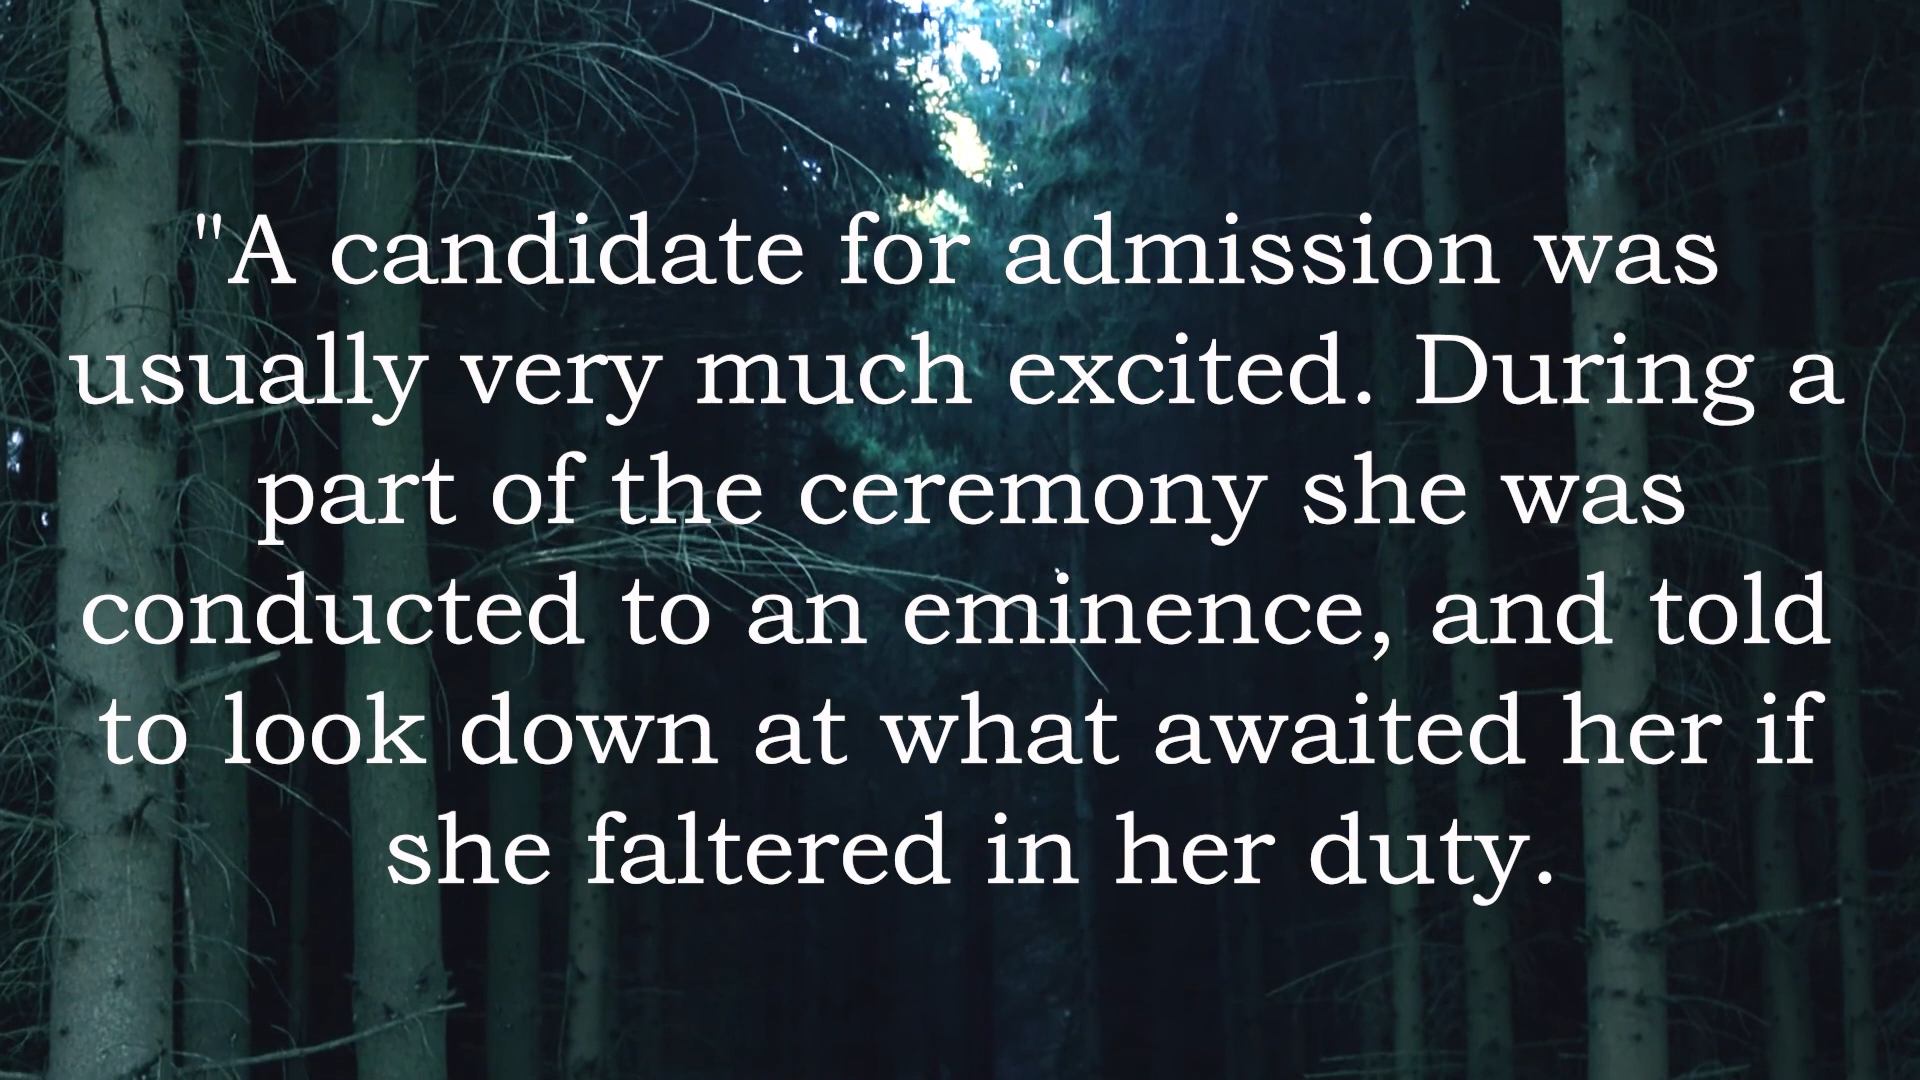 "A candidate for admission was
usually very much excited. During a
part of the ceremony she was
conducted to an eminence, and told
to look down at what awaited her if
she faltered in her duty.